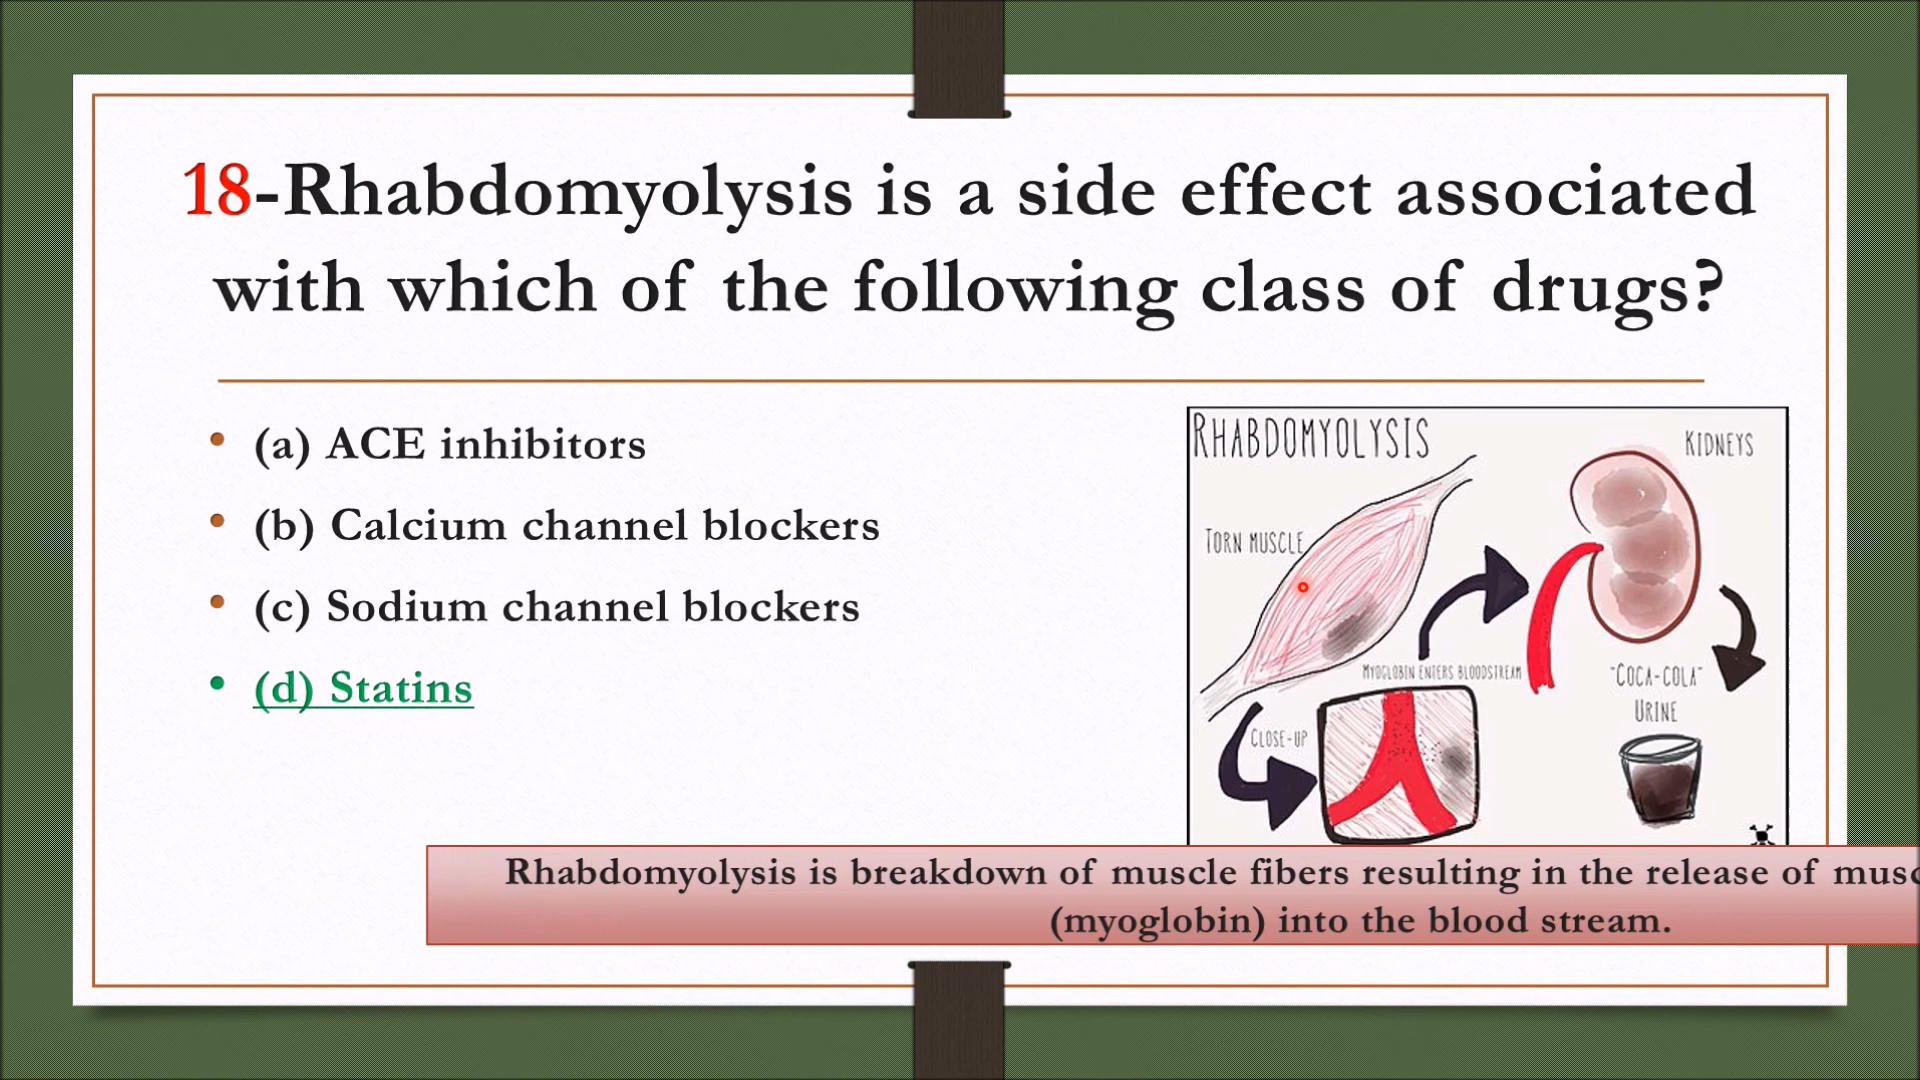 18-Rhabdomyolysis is a side effect associated
with which of the following class of drugs?
• (a) ACE inhibitors
• (b) Calcium channel blockers
• (c) Sodium channel blockers
• (d) Statins
RHABDOMYOLYSIS
KIDNEYS
TORN MUSCLE
MYOGLOBIN ENTERS BLOODSTREAM
"COCA-COLA"
URINE
CLOSE-UP
Rhabdomyolysis is breakdown of muscle fibers resulting in the release of
(myoglobin) into the blood stream.